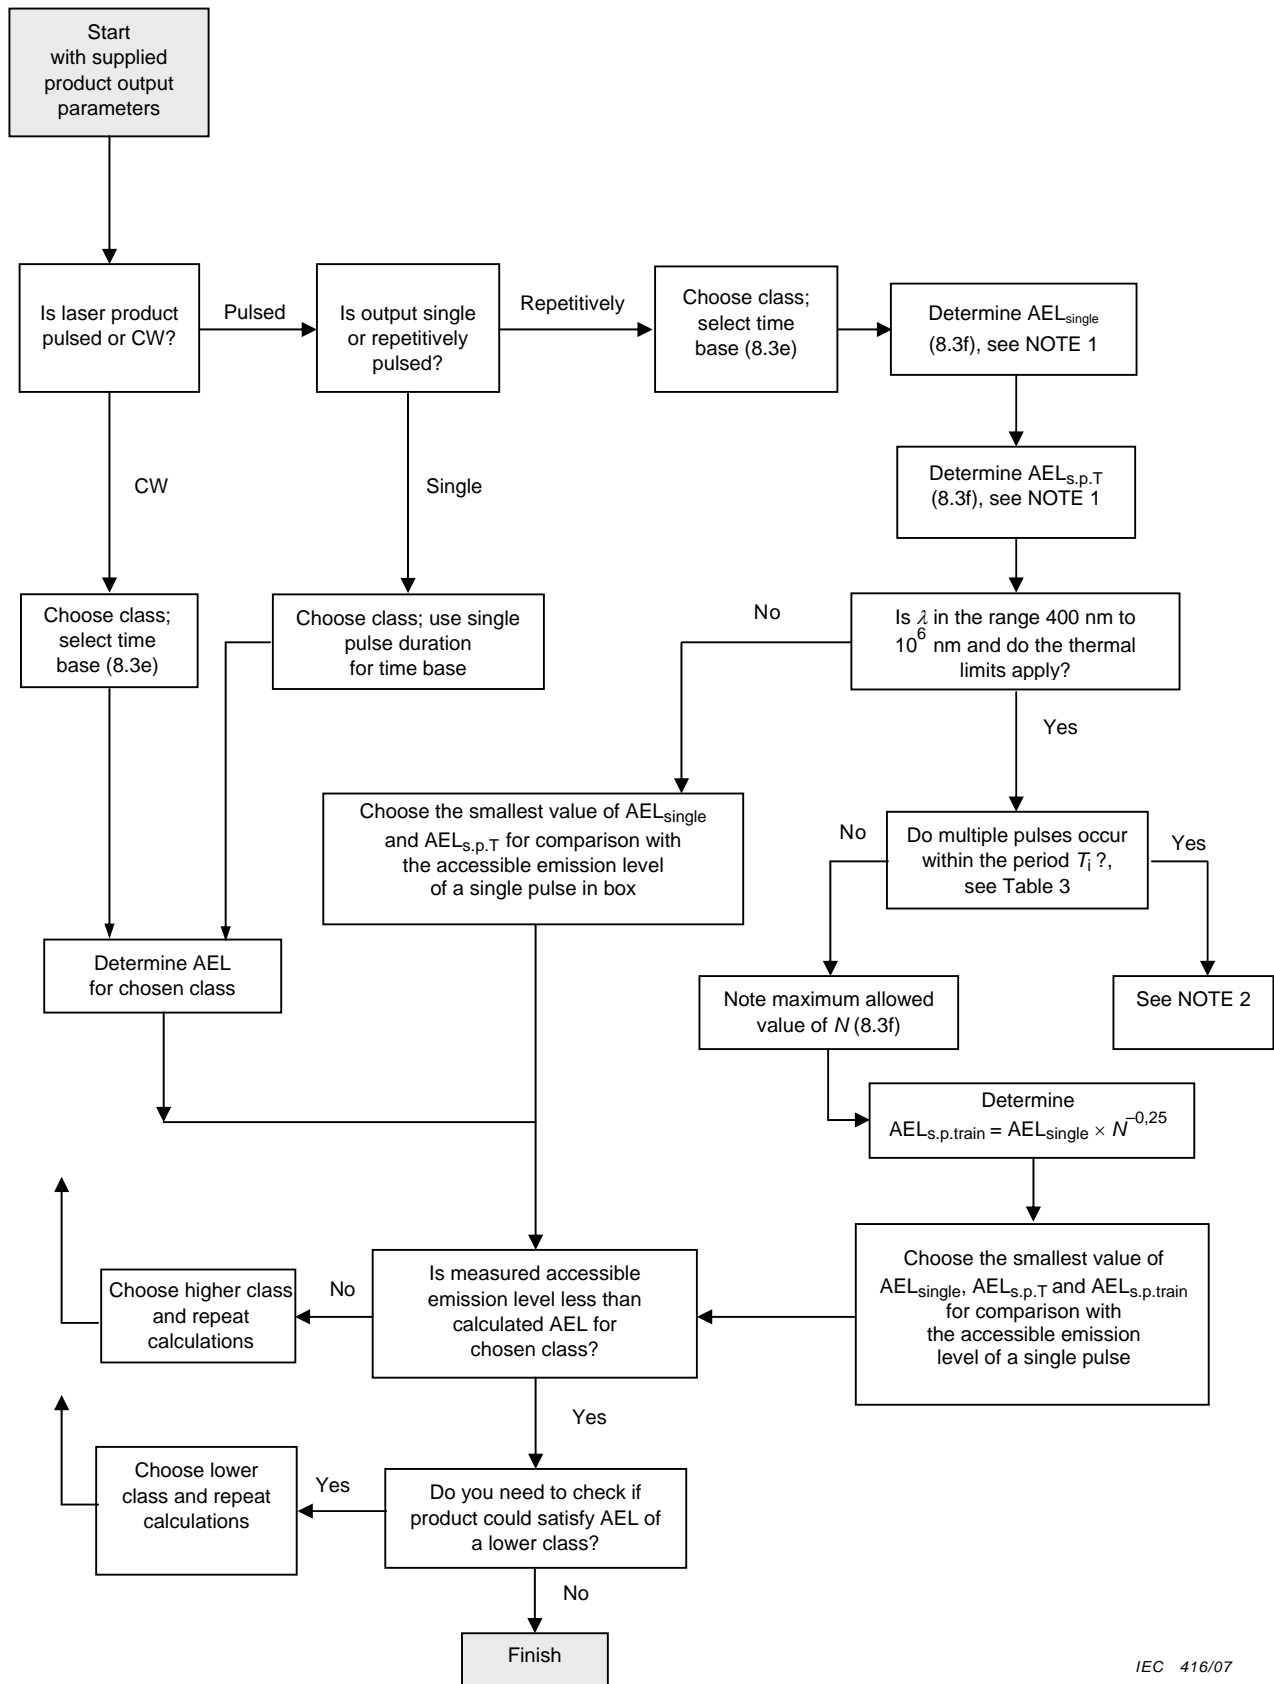 Start
with supplied
product output
parameters
Is laser product
pulsed or CW?
Pulsed
Is output single
or repetitively
pulsed?
Repetitively
Choose class;
select time
base (8.3e)
Determine AELsingle
(8.3f), see NOTE 1
Determine AELs.p.T
(8.3f), see NOTE 1
CW
Single
Choose class;
select time
base (8.3e)
Choose class; use single
pulse duration
for time base
No
Is λ in the range 400 nm to
10^6 nm and do the thermal
limits apply?
Yes
Choose the smallest value of AELsingle
and AELs.p.T for comparison with
the accessible emission level
of a single pulse in box
No
Do multiple pulses occur
within the period Ti ?,
see Table 3
Yes
Determine AEL
for chosen class
Note maximum allowed
value of N (8.3f)
See NOTE 2
Determine
AELs.p.train = AELsingle × N^–0,25
Choose higher class
and repeat
calculations
No
Is measured accessible
emission level less than
calculated AEL for
chosen class?
Choose the smallest value of
AELsingle, AELs.p.T and AELs.p.train
for comparison with
the accessible emission
level of a single pulse
Yes
Choose lower
class and repeat
calculations
Yes
Do you need to check if
product could satisfy AEL of
a lower class?
No
Finish
IEC 416/07